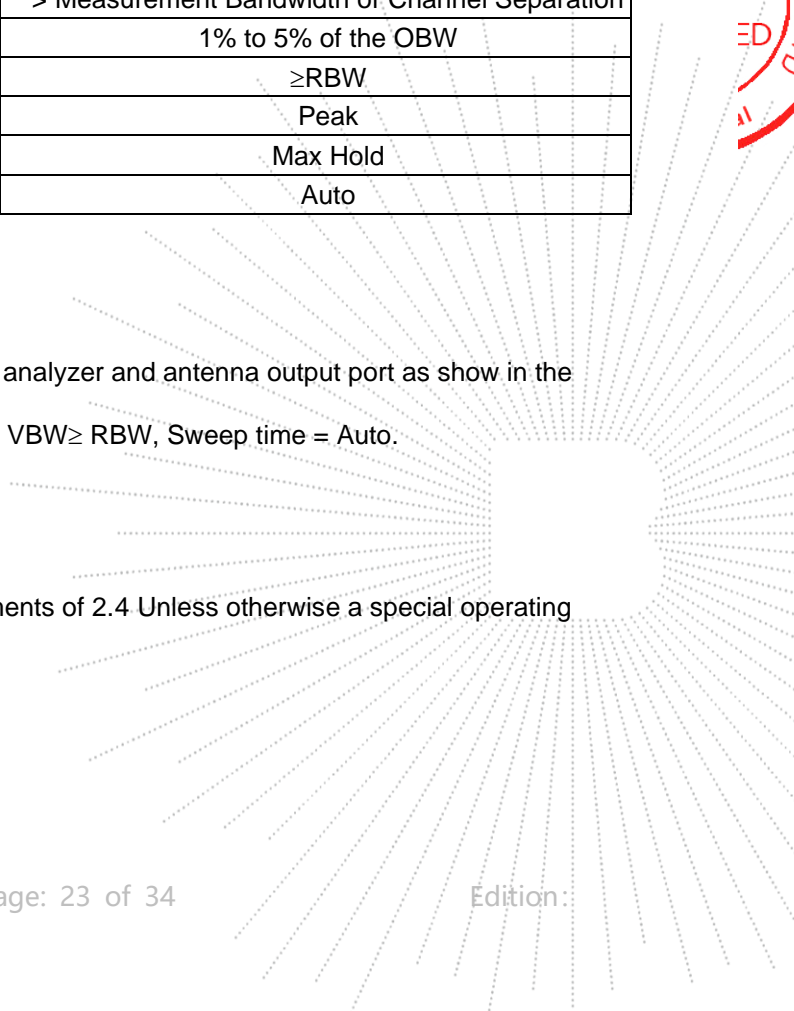 > Measurement Bandwidth or Channel Separation
1% to 5% of the OBW
≥RBW
Peak
Max Hold
Auto
analyzer and antenna output port as show in the
VBW≥ RBW, Sweep time = Auto.
of 2.4 Unless otherwise a special operating
23 of 34 Edition:
ED